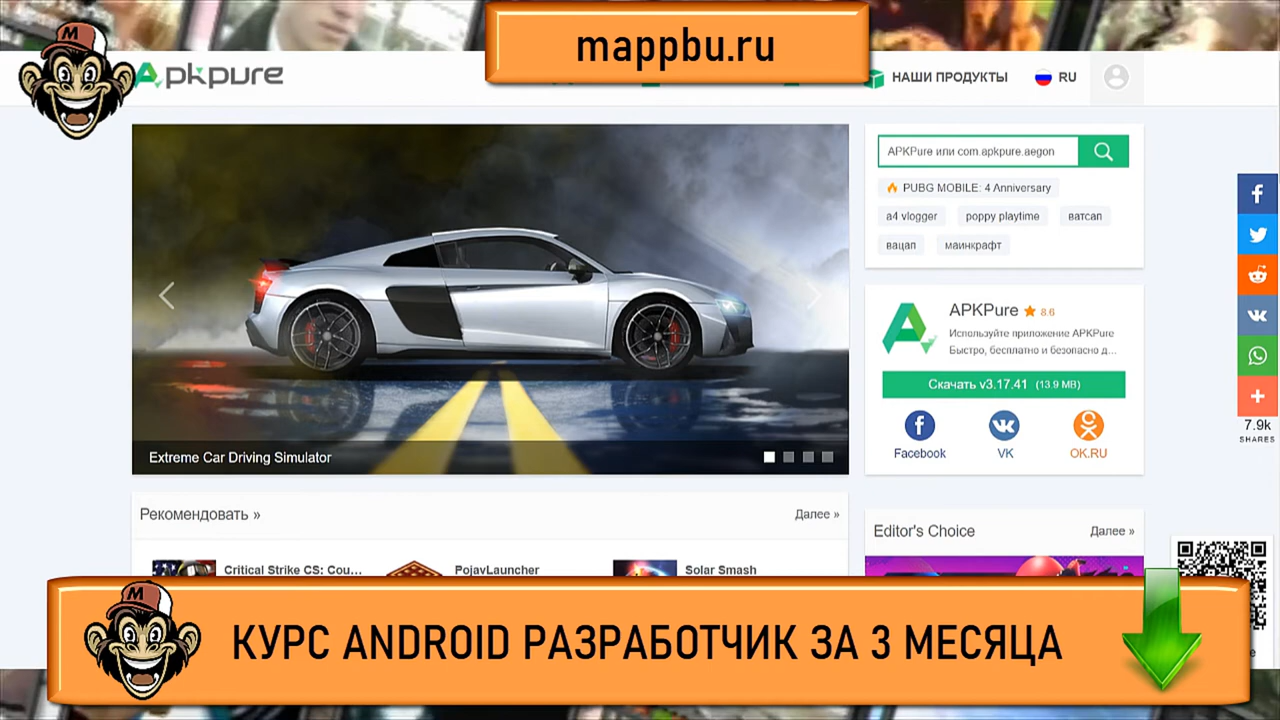 mappbu.ru
M
Apkpure
НАШИ ПРОДУКТЫ
RU
APKPure или com.apkpure.aegon
PUBG MOBILE: 4 Anniversary
a4 vlogger
poppy playtime
ватсап
вацап
маинкрафт
APKPure 8.6
Используйте приложение APKPure
Быстро, бесплатно и безопасно д...
Скачать v3.17.41 (13.9 MB)
Facebook
VK
OK.RU
7.9k
SHARES
Extreme Car Driving Simulator
Рекомендовать »
Далее »
Editor's Choice
Далее »
Critical Strike CS: Cou...
PojavLauncher
Solar Smash
M
КУРС ANDROID РАЗРАБОТЧИК ЗА 3 МЕСЯЦА